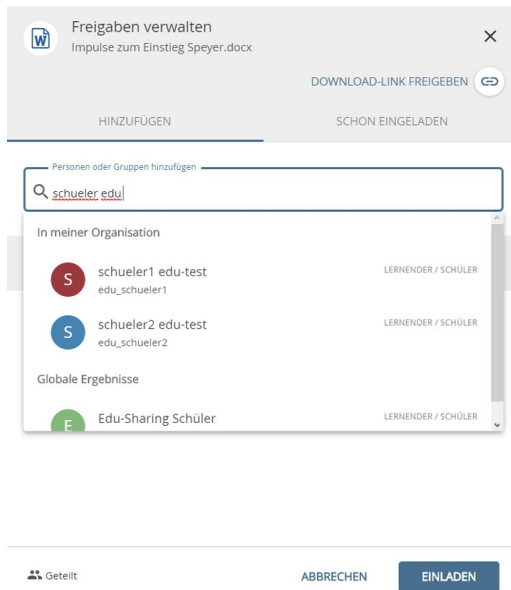 Freigaben verwalten
Impulse zum Einstieg Speyer.docx
DOWNLOAD-LINK FREIGEBEN
HINZUFÜGEN
SCHON EINGELADEN
Personen oder Gruppen hinzufügen
schueler edu
In meiner Organisation
S
schueler1 edu-test
LERNENDER / SCHÜLER
edu_schueler1
S
schueler2 edu-test
LERNENDER / SCHÜLER
edu_schueler2
Globale Ergebnisse
E
Edu-Sharing Schüler
LERNENDER / SCHÜLER
Geteilt
ABBRECHEN
EINLADEN